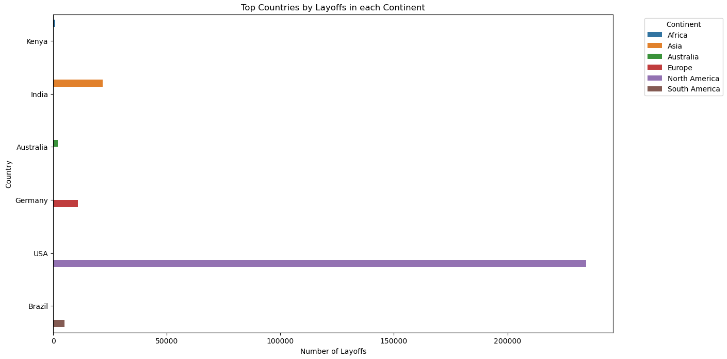 Top Countries by Layoffs in each Continent
Continent
Africa
Asia
Australia
Europe
North America
South America
Country
Kenya
India
Australia
Germany
USA
Brazil
0 50000 100000 150000 200000
Number of Layoffs